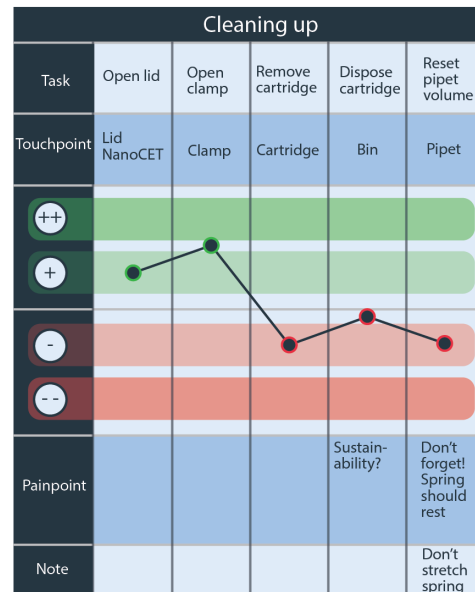 Cleaning up
Task
Open lid
Open
clamp
Remove
cartridge
Dispose
cartridge
Reset
pipet
volume
Touchpoint
Lid
NanoCET
Clamp
Cartridge
Bin
Pipet
++
+
-
--
Painpoint
Sustain-
ability?
Don't
forget!
Spring
should
rest
Note
Don't
stretch
spring